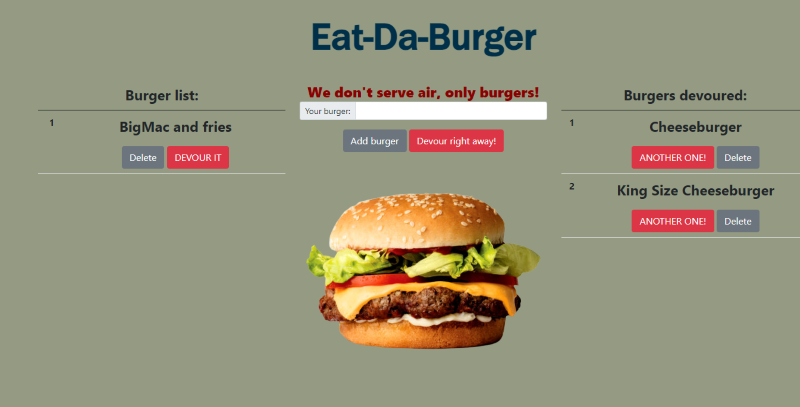 Eat-Da-Burger
Burger list:
1
BigMac and fries
Delete
DEVOUR IT
We don't serve air, only burgers!
Your burger:
Add burger
Devour right away!
Burgers devoured:
1
Cheeseburger
ANOTHER ONE!
Delete
2
King Size Cheeseburger
ANOTHER ONE!
Delete